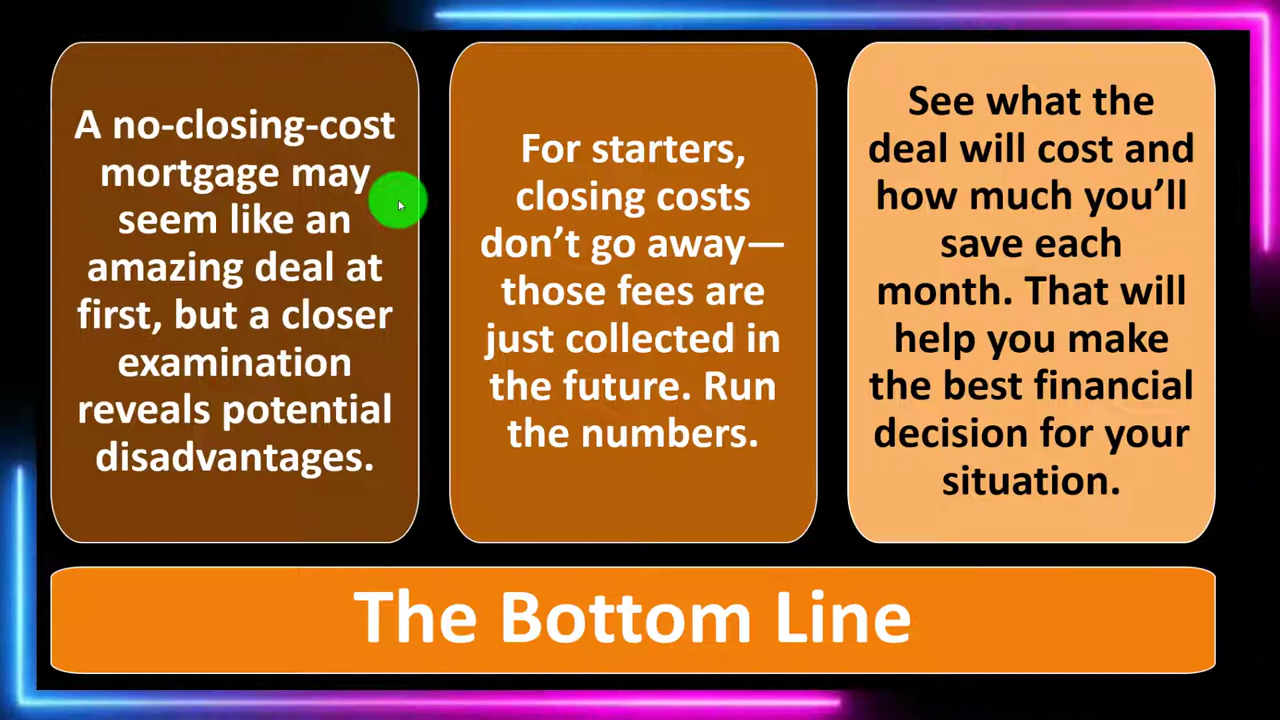 A no-closing-cost
mortgage may
seem like an
amazing deal at
first, but a closer
examination
reveals potential
disadvantages.
For starters,
closing costs
don’t go away—
those fees are
just collected in
the future. Run
the numbers.
See what the
deal will cost and
how much you’ll
save each
month. That will
help you make
the best financial
decision for your
situation.
The Bottom Line